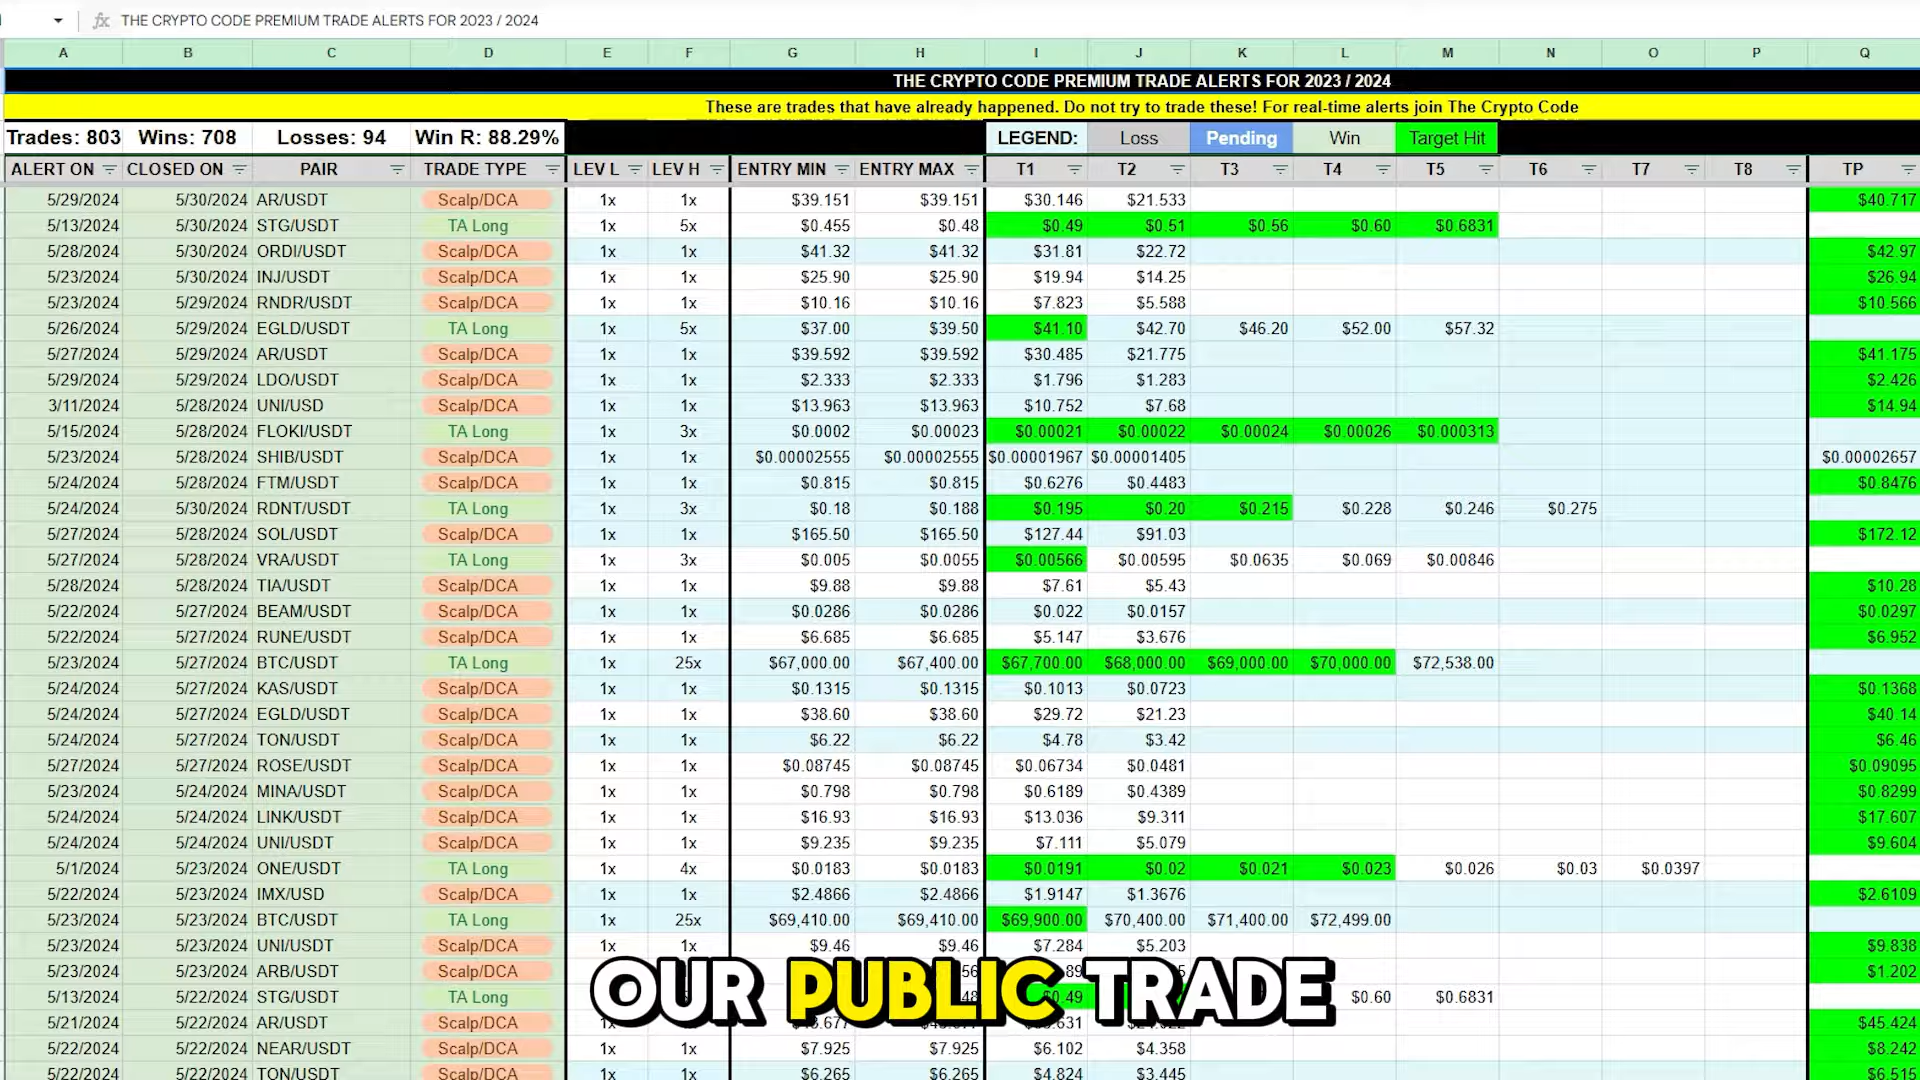 fx THE CRYPTO CODE PREMIUM TRADE ALERTS FOR 2023 / 2024
A B C D E F G H I J K L M N O P Q
THE CRYPTO CODE PREMIUM TRADE ALERTS FOR 2023 / 2024
These are trades that have already happened. Do not try to trade these! For real-time alerts join The Crypto Code
Trades: 803 Wins: 708 Losses: 94 Win R: 88.29% LEGEND: Loss Pending Win Target Hit
ALERT ON CLOSED ON PAIR TRADE TYPE LEV L LEV H ENTRY MIN ENTRY MAX T1 T2 T3 T4 T5 T6 T7 T8 TP
5/29/2024 5/30/2024 AR/USDT Scalp/DCA 1x 1x $39.151 $39.151 $30.146 $21.533 $40.717
5/13/2024 5/30/2024 STG/USDT TA Long 1x 5x $0.455 $0.48 $0.49 $0.51 $0.56 $0.60 $0.6831
5/28/2024 5/30/2024 ORDI/USDT Scalp/DCA 1x 1x $41.32 $41.32 $31.81 $22.72 $42.97
5/23/2024 5/30/2024 INJ/USDT Scalp/DCA 1x 1x $25.90 $25.90 $19.94 $14.25 $26.94
5/23/2024 5/29/2024 RNDR/USDT Scalp/DCA 1x 1x $10.16 $10.16 $7.823 $5.588 $10.566
5/26/2024 5/29/2024 EGLD/USDT TA Long 1x 5x $37.00 $39.50 $41.10 $42.70 $46.20 $52.00 $57.32
5/27/2024 5/29/2024 AR/USDT Scalp/DCA 1x 1x $39.592 $39.592 $30.485 $21.775 $41.175
5/29/2024 5/29/2024 LDO/USDT Scalp/DCA 1x 1x $2.333 $2.333 $1.796 $1.283 $2.426
3/11/2024 5/28/2024 UNI/USD Scalp/DCA 1x 1x $13.963 $13.963 $10.752 $7.68 $14.94
5/15/2024 5/28/2024 FLOKI/USDT TA Long 1x 3x $0.0002 $0.00023 $0.00021 $0.00022 $0.00024 $0.00026 $0.000313
5/23/2024 5/28/2024 SHIB/USDT Scalp/DCA 1x 1x $0.00002555 $0.00002555 $0.00001967 $0.00001405 $0.00002657
5/23/2024 5/28/2024 FTM/USDT Scalp/DCA 1x 1x $0.815 $0.815 $0.6276 $0.4483 $0.8476
5/24/2024 5/30/2024 RDNT/USDT TA Long 1x 3x $0.18 $0.188 $0.195 $0.20 $0.215 $0.228 $0.246 $0.275
5/27/2024 5/28/2024 SOL/USDT Scalp/DCA 1x 1x $165.50 $165.50 $127.44 $91.03 $172.12
5/27/2024 5/28/2024 VRA/USDT TA Long 1x 3x $0.005 $0.0055 $0.00566 $0.00595 $0.0635 $0.069 $0.00846
5/28/2024 5/28/2024 TIA/USDT Scalp/DCA 1x 1x $9.88 $9.88 $7.61 $5.43 $10.28
5/22/2024 5/27/2024 BEAM/USDT Scalp/DCA 1x 1x $0.0286 $0.0286 $0.022 $0.0157 $0.0297
5/22/2024 5/27/2024 RUNE/USDT Scalp/DCA 1x 1x $6.685 $6.685 $5.147 $3.676 $6.952
5/23/2024 5/27/2024 BTC/USDT TA Long 1x 25x $67,000.00 $67,400.00 $67,700.00 $68,000.00 $69,000.00 $70,000.00 $72,538.00
5/24/2024 5/27/2024 KAS/USDT Scalp/DCA 1x 1x $0.1315 $0.1315 $0.1013 $0.0723 $0.1368
5/24/2024 5/27/2024 EGLD/USDT Scalp/DCA 1x 1x $38.60 $38.60 $29.72 $21.23 $40.14
5/24/2024 5/27/2024 TON/USDT Scalp/DCA 1x 1x $6.22 $6.22 $4.78 $3.42 $6.46
5/27/2024 5/27/2024 ROSE/USDT Scalp/DCA 1x 1x $0.08745 $0.08745 $0.06734 $0.0481 $0.09095
5/23/2024 5/24/2024 MINA/USDT Scalp/DCA 1x 1x $0.798 $0.798 $0.6189 $0.4389 $0.8299
5/24/2024 5/24/2024 LINK/USDT Scalp/DCA 1x 1x $16.93 $16.93 $13.036 $9.311 $17.607
5/24/2024 5/24/2024 UNI/USDT Scalp/DCA 1x 1x $9.235 $9.235 $7.111 $5.079 $9.604
5/1/2024 5/23/2024 ONE/USDT TA Long 1x 4x $0.0183 $0.0183 $0.0191 $0.02 $0.021 $0.023 $0.026 $0.03 $0.0397
5/22/2024 5/23/2024 IMX/USD Scalp/DCA 1x 1x $2.4866 $2.4866 $1.9147 $1.3676 $2.6109
5/23/2024 5/23/2024 BTC/USDT TA Long 1x 25x $69,410.00 $69,410.00 $69,900.00 $70,400.00 $71,400.00 $72,499.00
5/23/2024 5/23/2024 UNI/USDT Scalp/DCA 1x 1x $9.46 $9.46 $7.284 $5.203 $9.838
5/23/2024 5/23/2024 ARB/USDT Scalp/DCA $1.202
5/13/2024 5/22/2024 STG/USDT TA Long $0.60 $0.6831
OUR PUBLIC TRADE
5/21/2024 5/22/2024 AR/USDT Scalp/DCA $45.424
5/22/2024 5/22/2024 NEAR/USDT Scalp/DCA 1x 1x $7.925 $7.925 $6.102 $4.358 $8.242
5/22/2024 5/22/2024 TON/USDT Scalp/DCA 1x 1x $6.265 $6.265 $4.824 $3.445 $6.515